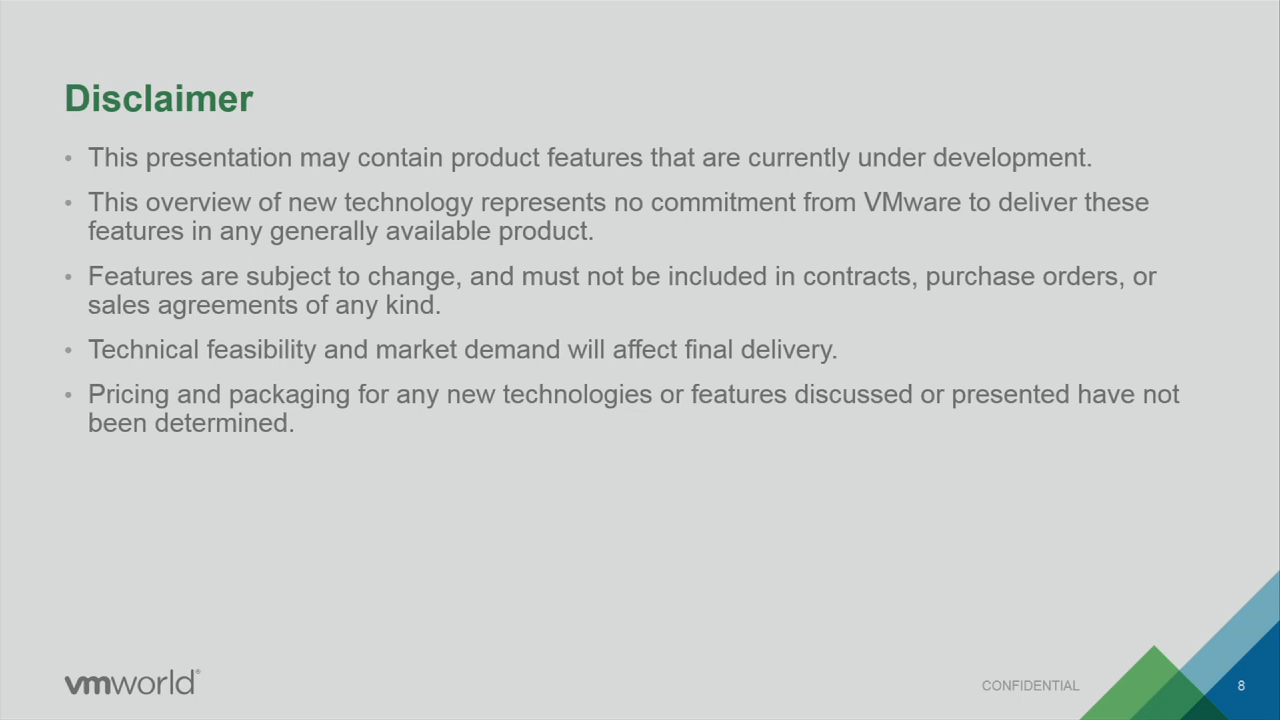 Disclaimer
• This presentation may contain product features that are currently under development.
• This overview of new technology represents no commitment from VMware to deliver these
features in any generally available product.
• Features are subject to change, and must not be included in contracts, purchase orders, or
sales agreements of any kind.
• Technical feasibility and market demand will affect final delivery.
• Pricing and packaging for any new technologies or features discussed or presented have not
been determined.
vmworld®
CONFIDENTIAL
8